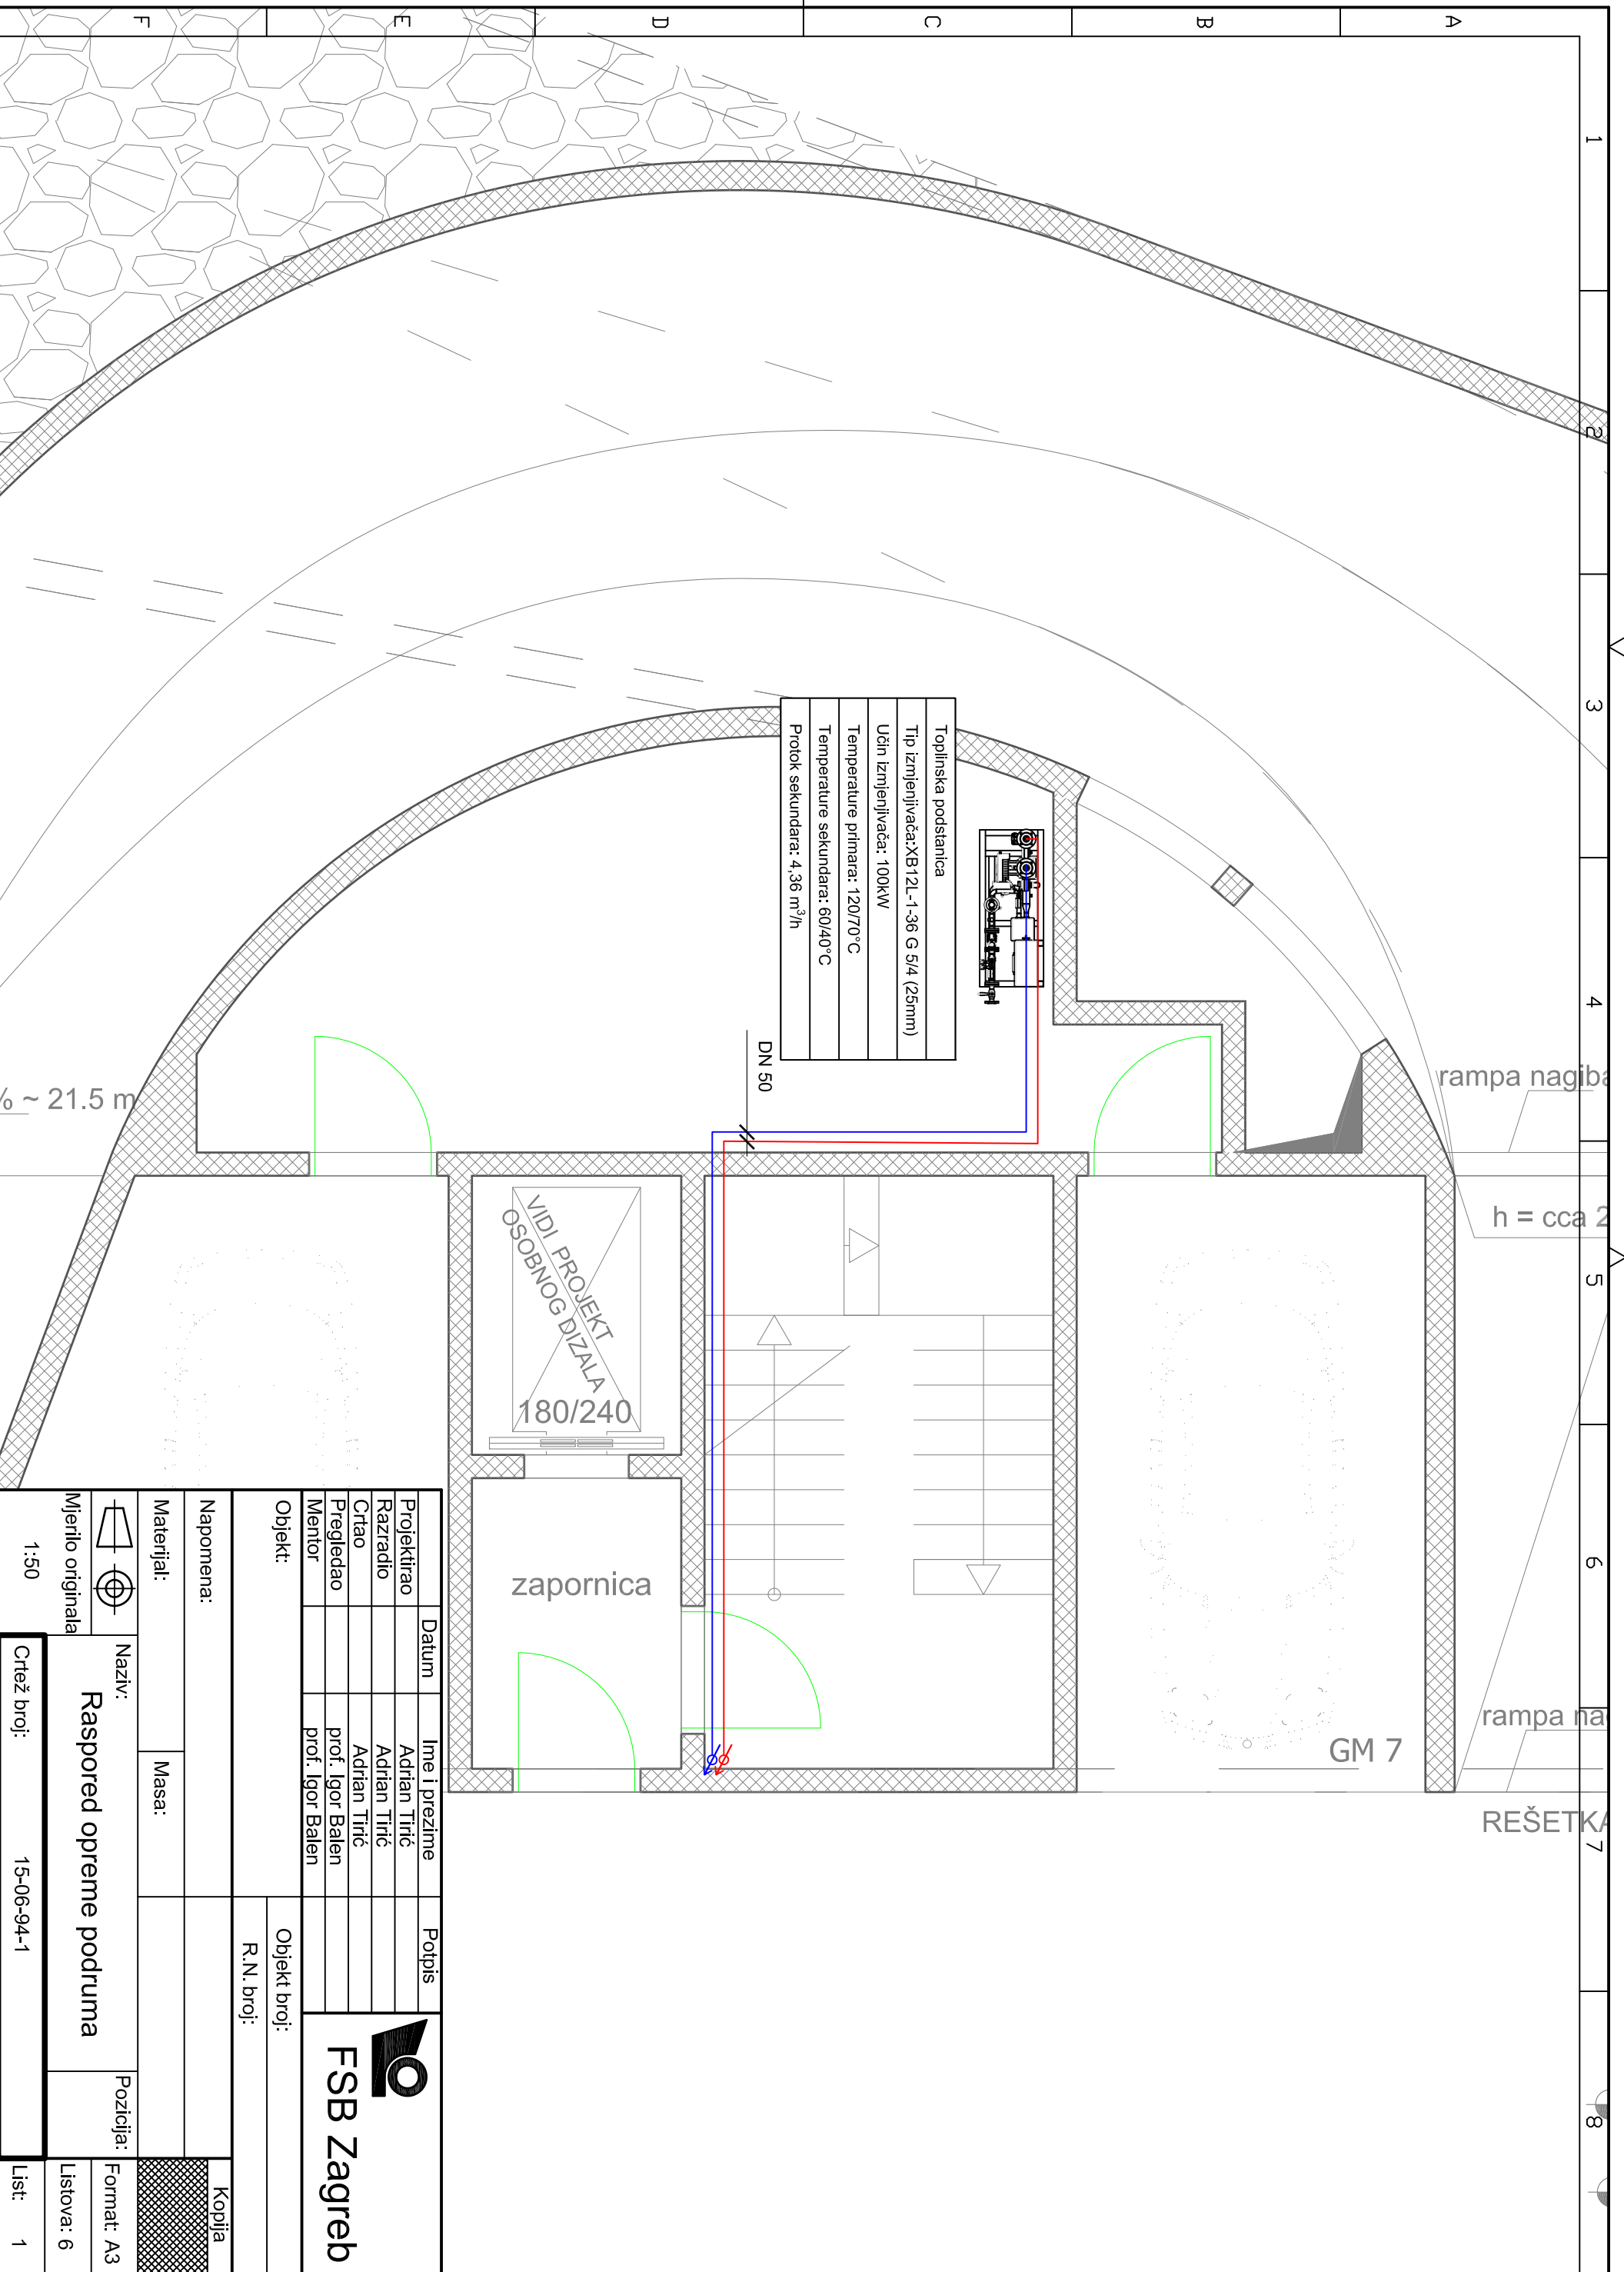 F
E
D
C
B
A
1
2
3
4
5
6
7
8
Toplinska podstanica
Tip izmjenjivača:XB12L-1-36 G 5/4 (25mm)
Učin izmjenjivača: 100kW
Temperature primara: 120/70°C
Temperature sekundara: 60/40°C
Protok sekundara: 4,36 m³/h
DN 50
% ~ 21.5 m
rampa nagiba
h = cca 2
VIDI PROJEKT
OSOBNOG DIZALA
180/240
zapornica
GM 7
rampa na
REŠETKA
Datum
Ime i prezime
Potpis
Projektirao
Adrian Tirić
Razradio
Adrian Tirić
Crtao
Adrian Tirić
Pregledao
prof. Igor Balen
Mentor
prof. Igor Balen
FSB Zagreb
Objekt:
Objekt broj:
R.N. broj:
Napomena:
Kopija
Materijal:
Masa:
Naziv:
Raspored opreme podruma
Pozicija:
Format: A3
Mjerilo originala
Listova: 6
1:50
Crtež broj: 15-06-94-1
List: 1